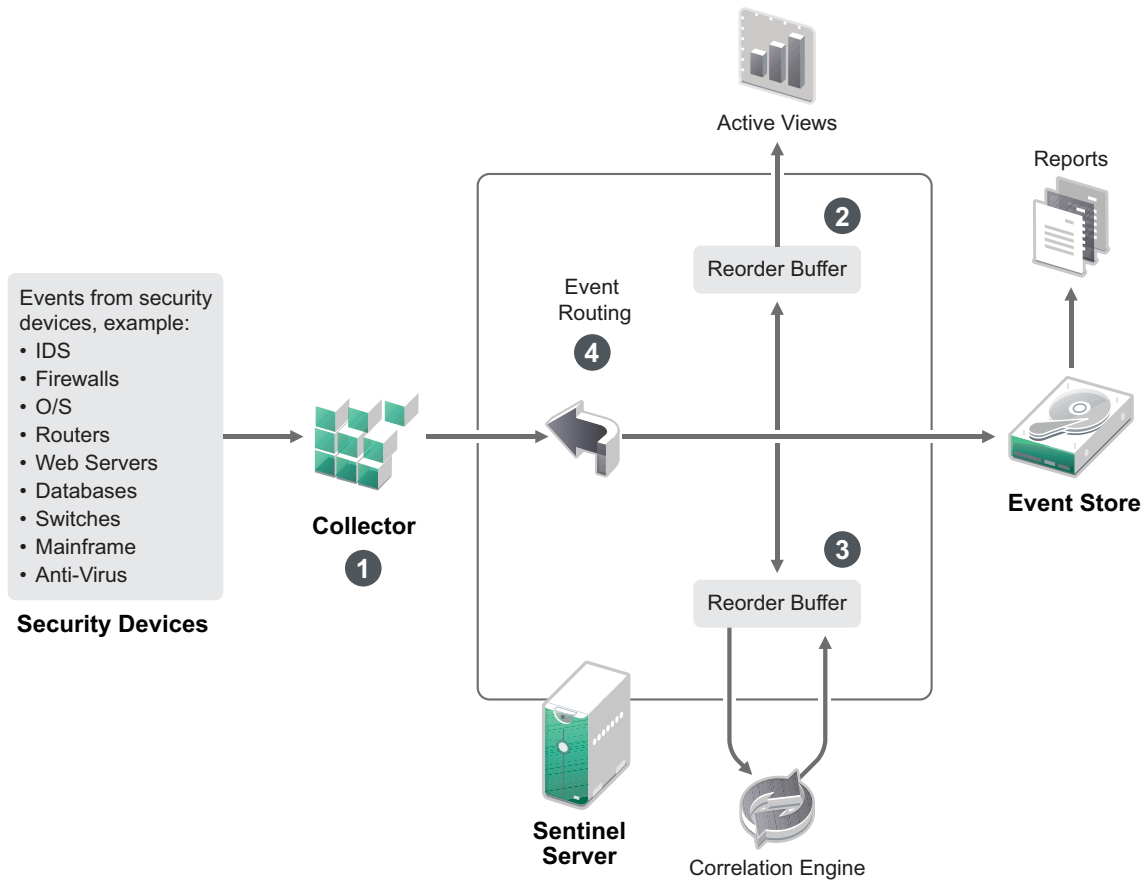 Active Views
Reports
2
Reorder Buffer
Event
Routing
4
Events from security
devices, example:
• IDS
• Firewalls
• O/S
• Routers
• Web Servers
• Databases
• Switches
• Mainframe
• Anti-Virus
Security Devices
Collector
1
Event Store
3
Reorder Buffer
Sentinel
Server
Correlation Engine